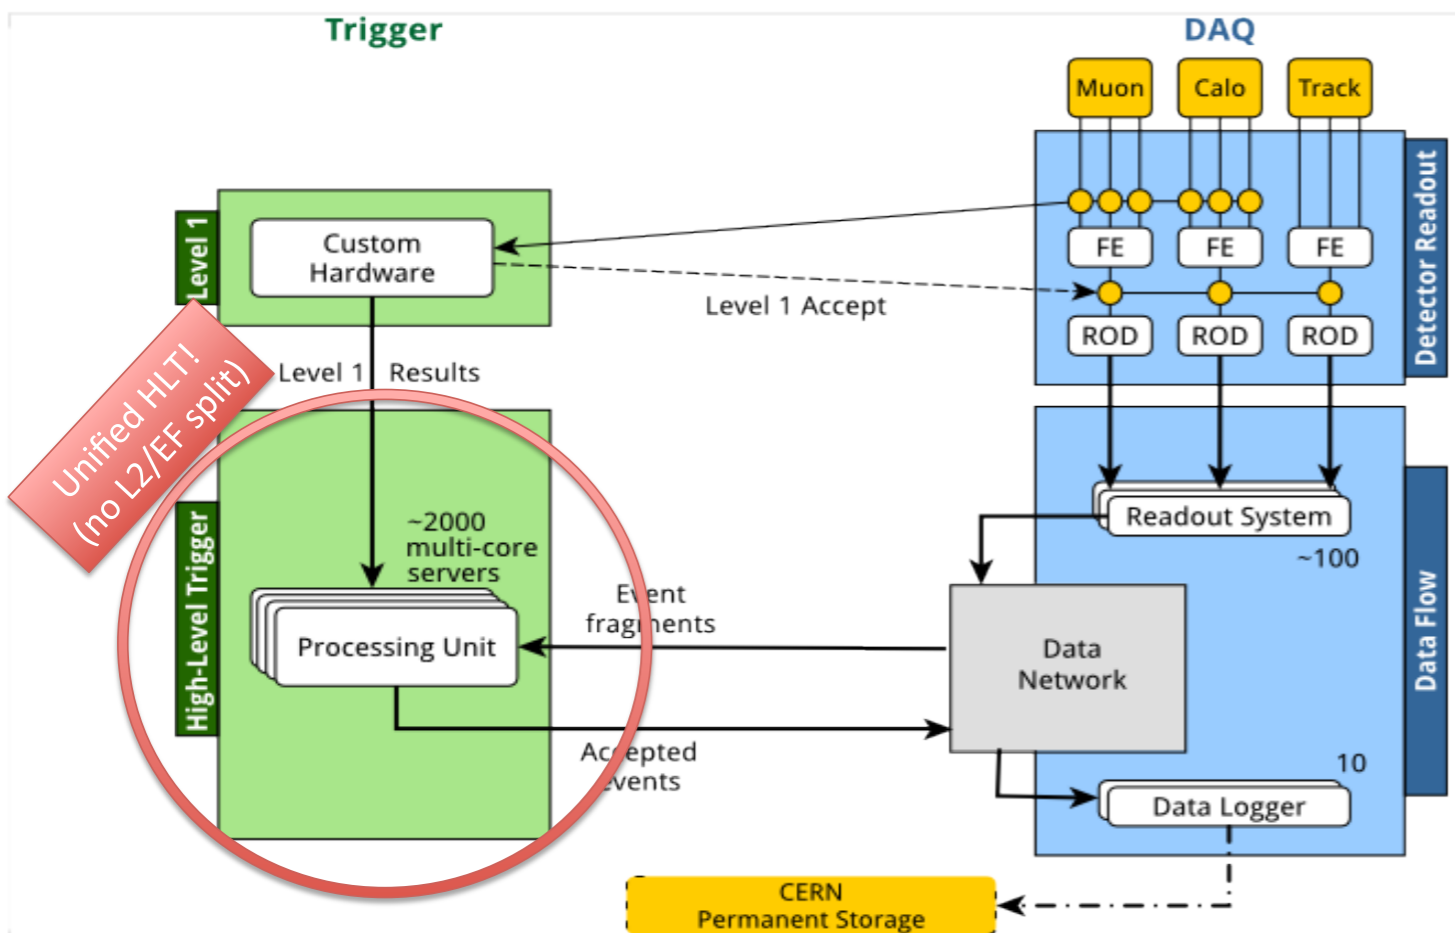 Trigger
DAQ
Muon
Calo
Track
Detector Readout
FE
FE
FE
ROD
ROD
ROD
Level 1
Custom
Hardware
Level 1 Accept
Level 1 Results
Unified HLT!
(no L2/EF split)
High-Level Trigger
~2000
multi-core
servers
Processing Unit
Event
fragments
Accepted
events
Readout System
~100
Data
Network
Data Flow
10
Data Logger
CERN
Permanent Storage